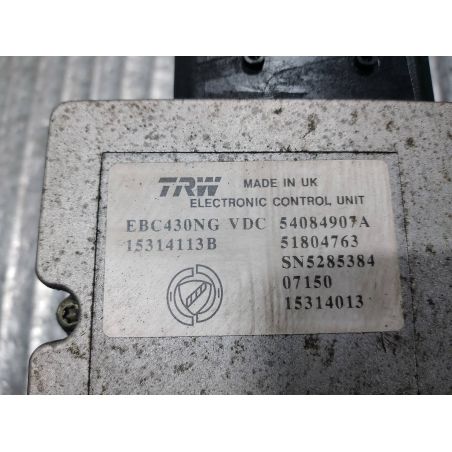 TRW MADE IN UK
ELECTRONIC CONTROL UNIT
EBC430NG VDC 54084907A
15314113B 51804763
SN5285384
07150
15314013